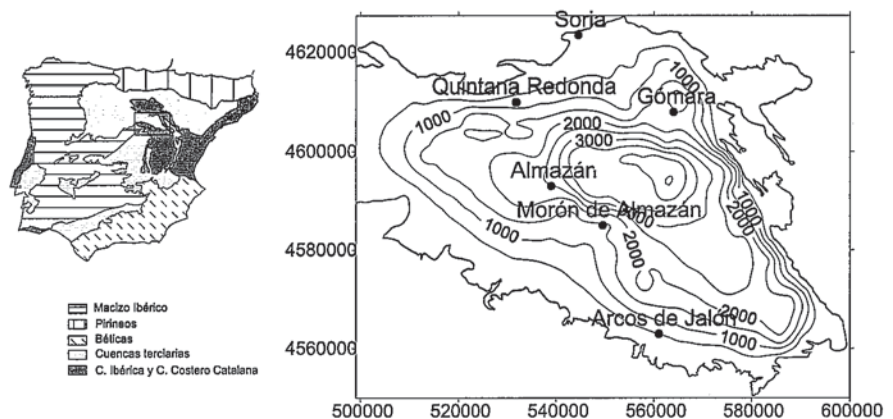 Macizo Ibérico
Pirineos
Béticas
Cuencas terciarias
C. Ibérica y C. Costero Catalana
4620000
4600000
4580000
4560000
500000 520000 540000 560000 580000 600000
Soria
Quintana Redonda
Gómara
Almazán
Morón de Almazán
Arcos de Jalón
1000
1000
2000
3000
1000
2000
1000
2000
2000
1000